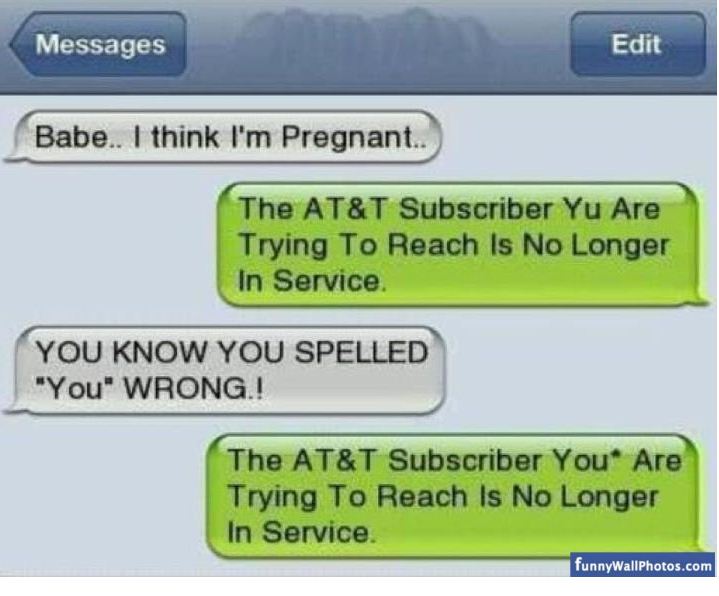 Messages
Edit
Babe.. I think I'm Pregnant..
The AT&T Subscriber Yu Are
Trying To Reach Is No Longer
In Service.
YOU KNOW YOU SPELLED
"You" WRONG.!
The AT&T Subscriber You* Are
Trying To Reach Is No Longer
In Service.
funnyWallPhotos.com